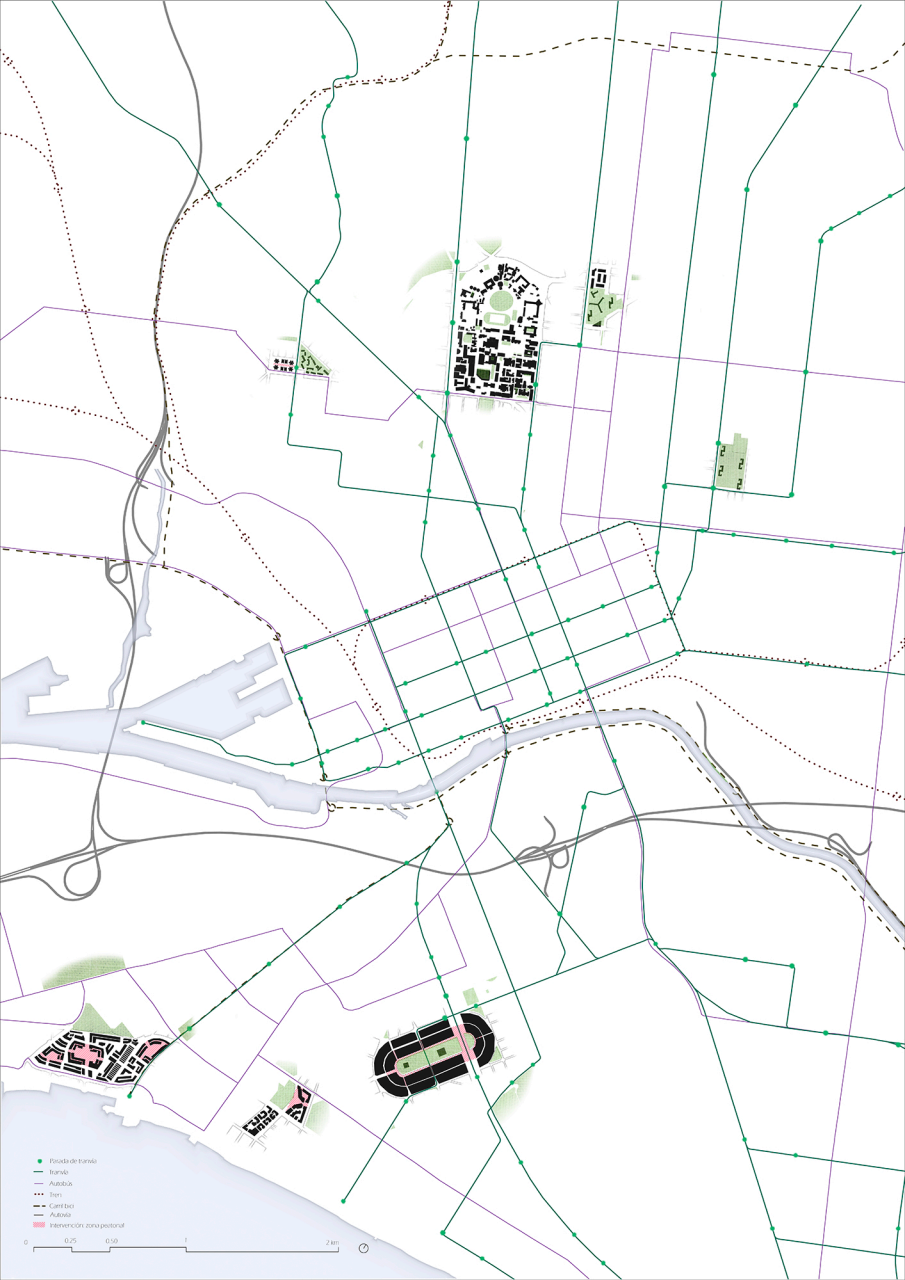 Parada de tranvía
Tranvía
Autobús
Tren
Carril bici
Autovía
Intervención zona peatonal
0 0.25 0.50 1 2 km